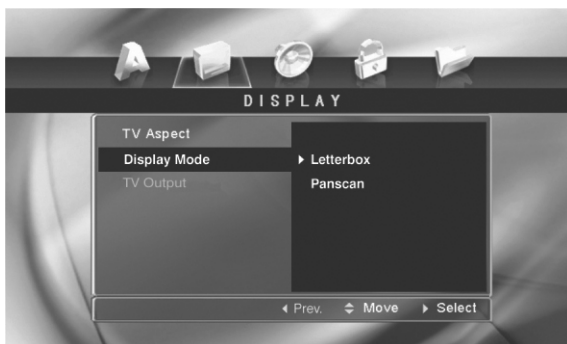 DISPLAY
TV Aspect
Display Mode
Letterbox
TV Output
Panscan
Prev. Move Select